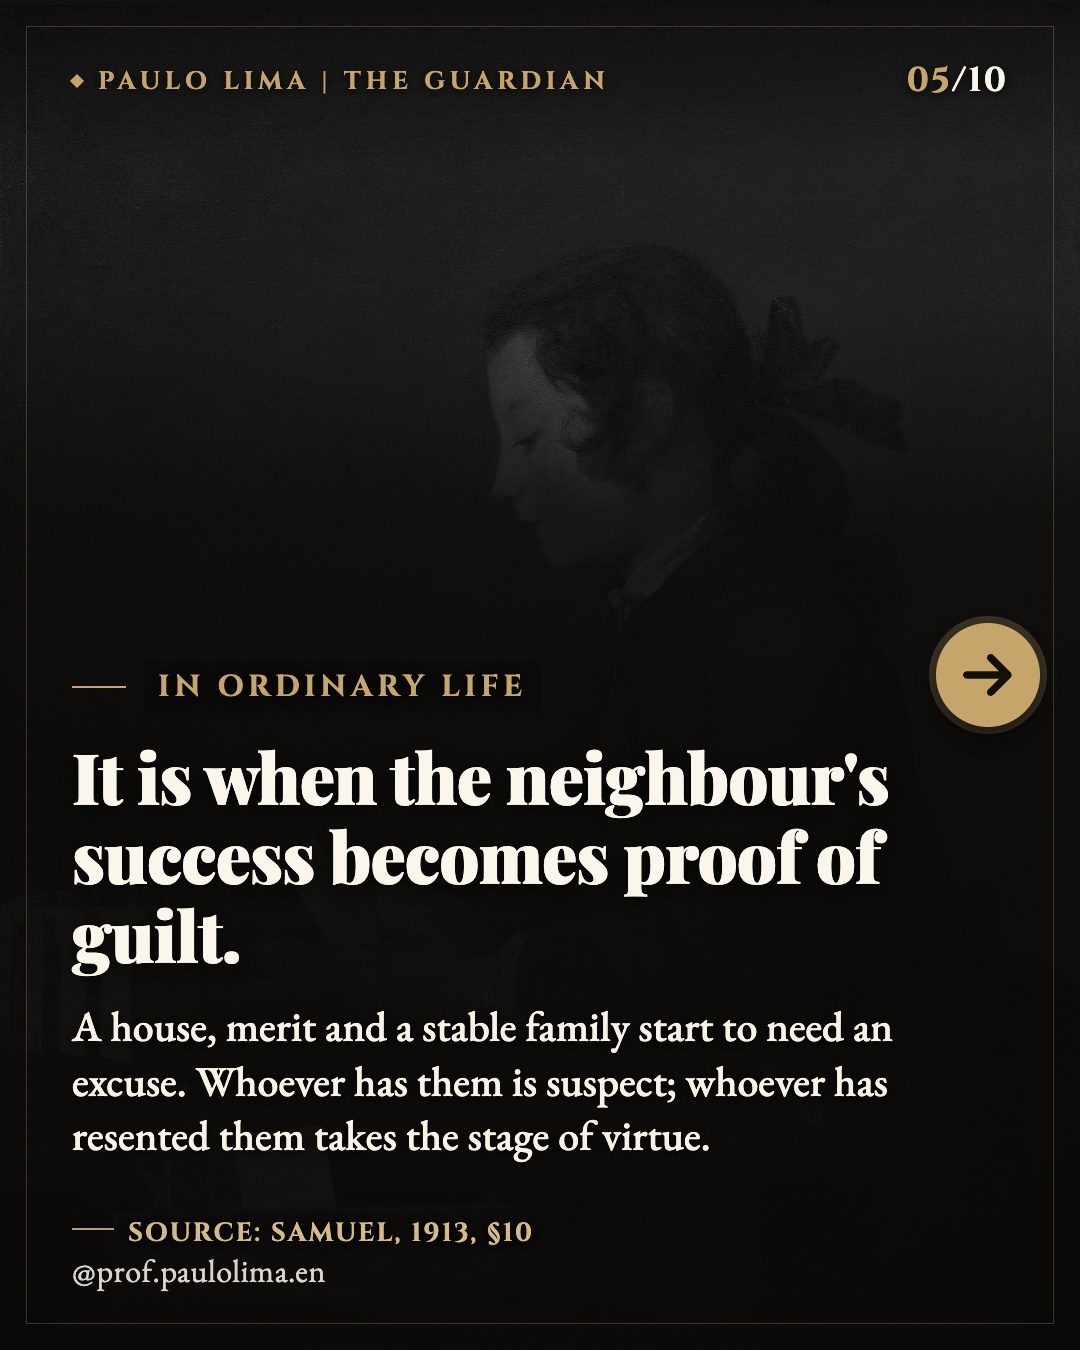 ◆ PAULO LIMA | THE GUARDIAN
05/10
IN ORDINARY LIFE
It is when the neighbour's
success becomes proof of
guilt.
A house, merit and a stable family start to need an
excuse. Whoever has them is suspect; whoever has
resented them takes the stage of virtue.
SOURCE: SAMUEL, 1913, §10
@prof.paulolima.en